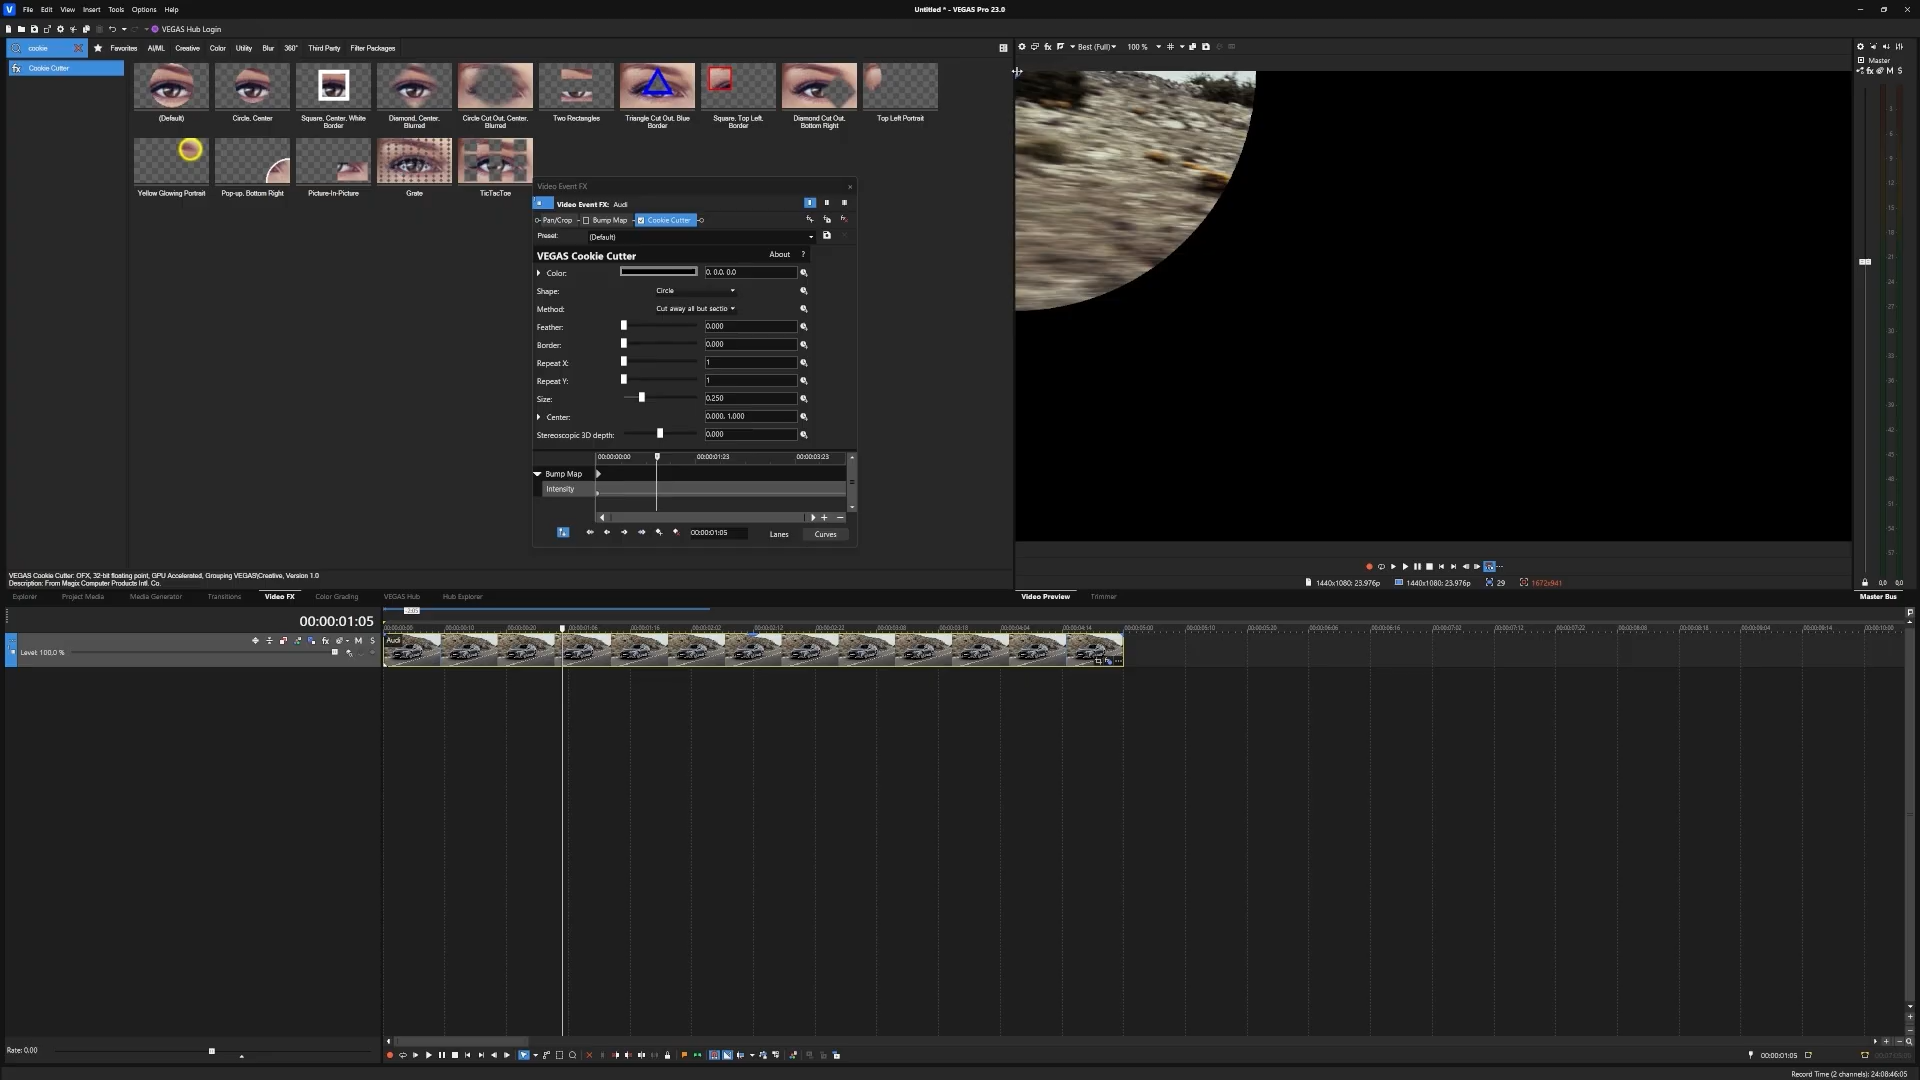 Untitled * - VEGAS Pro 23.0
File Edit View Insert Tools Options Help
VEGAS Hub Login
cookie
Favorites AI/ML Creative Color Utility Blur 360° Third Party Filter Packages
Cookie Cutter
(Default)
Circle, Center
Square, Center, White Border
Diamond, Center, Blurred
Circle Cut Out, Center, Blurred
Two Rectangles
Triangle Cut Out, Blue Border
Square, Top Left, Border
Diamond Cut Out, Bottom Right
Top Left Portrait
Yellow Glowing Portrait
Pop-up, Bottom Right
Picture-In-Picture
Grate
TicTacToe
Video Event FX
Video Event FX: Audi
Pan/Crop Bump Map Cookie Cutter
Preset: (Default)
VEGAS Cookie Cutter About ?
Color: 0, 0.0, 0.0
Shape: Circle
Method: Cut away all but sectio
Feather: 0.000
Border: 0.000
Repeat X: 1
Repeat Y: 1
Size: 0.250
Center: 0.000, 1.000
Stereoscopic 3D depth: 0.000
00:00:00:00 00:00:01:23 00:00:03:23
Bump Map
Intensity
00:00:01:05 Lanes Curves
Best (Full) 100 %
Master
M S
VEGAS Cookie Cutter: OFX, 32-bit floating point, GPU Accelerated, Grouping VEGAS\Creative, Version 1.0
Description: From Magix Computer Products Intl. Co.
1440x1080; 23.976p 1440x1080; 23.976p 29 1672x941
0,0 0,0
Explorer Project Media Media Generator Transitions Video FX Color Grading VEGAS Hub Hub Explorer
Video Preview Trimmer
Master Bus
00:00:01:05
-2:05
Level: 100,0 %
M S
Audi
Rate: 0,00
00:00:01:05
Record Time (2 channels): 24:08:46:05